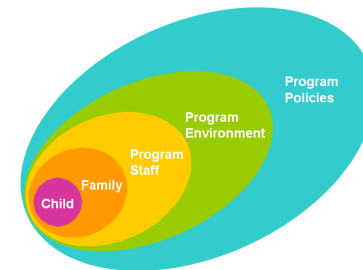 Program
Policies
Program
Environment
Program
Staff
Family
Child